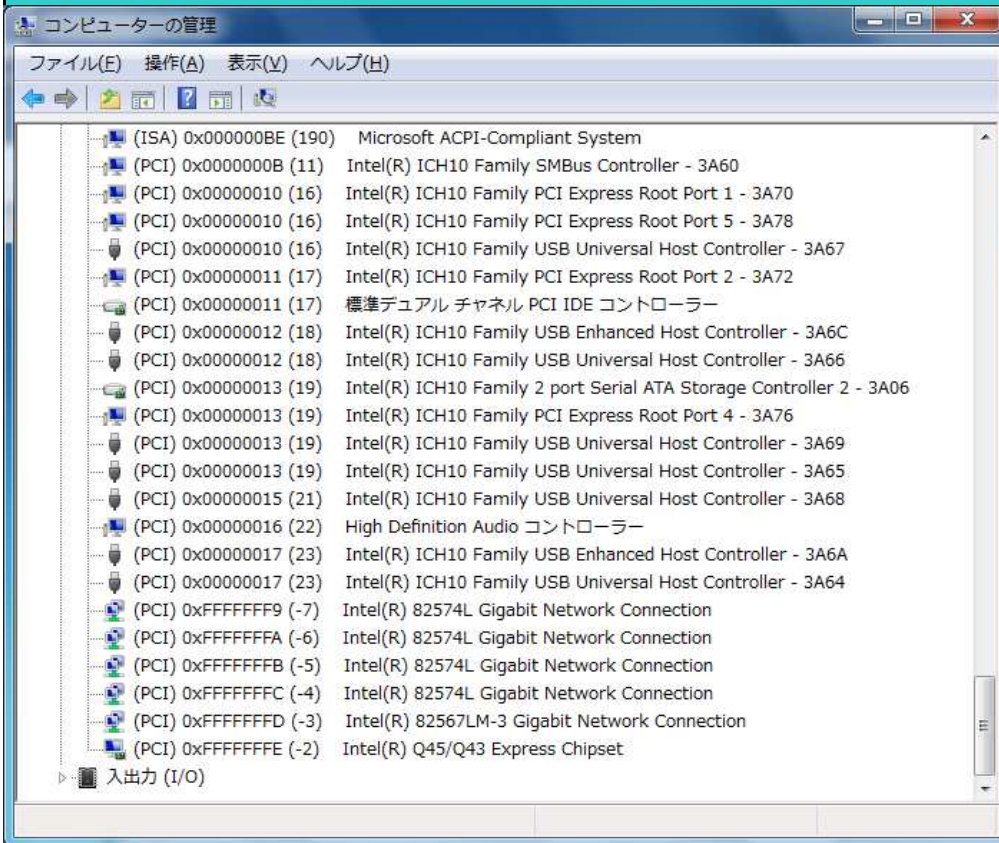 コンピューターの管理
ファイル(F) 操作(A) 表示(V) ヘルプ(H)
(ISA) 0x000000BE (190) Microsoft ACPI-Compliant System
(PCI) 0x0000000B (11) Intel(R) ICH10 Family SMBus Controller - 3A60
(PCI) 0x00000010 (16) Intel(R) ICH10 Family PCI Express Root Port 1 - 3A70
(PCI) 0x00000010 (16) Intel(R) ICH10 Family PCI Express Root Port 5 - 3A78
(PCI) 0x00000010 (16) Intel(R) ICH10 Family USB Universal Host Controller - 3A67
(PCI) 0x00000011 (17) Intel(R) ICH10 Family PCI Express Root Port 2 - 3A72
(PCI) 0x00000011 (17) 標準デュアル チャネル PCI IDE コントローラー
(PCI) 0x00000012 (18) Intel(R) ICH10 Family USB Enhanced Host Controller - 3A6C
(PCI) 0x00000012 (18) Intel(R) ICH10 Family USB Universal Host Controller - 3A66
(PCI) 0x00000013 (19) Intel(R) ICH10 Family 2 port Serial ATA Storage Controller 2 - 3A06
(PCI) 0x00000013 (19) Intel(R) ICH10 Family PCI Express Root Port 4 - 3A76
(PCI) 0x00000013 (19) Intel(R) ICH10 Family USB Universal Host Controller - 3A69
(PCI) 0x00000013 (19) Intel(R) ICH10 Family USB Universal Host Controller - 3A65
(PCI) 0x00000015 (21) Intel(R) ICH10 Family USB Universal Host Controller - 3A68
(PCI) 0x00000016 (22) High Definition Audio コントローラー
(PCI) 0x00000017 (23) Intel(R) ICH10 Family USB Enhanced Host Controller - 3A6A
(PCI) 0x00000017 (23) Intel(R) ICH10 Family USB Universal Host Controller - 3A64
(PCI) 0xFFFFFFF9 (-7) Intel(R) 82574L Gigabit Network Connection
(PCI) 0xFFFFFFFA (-6) Intel(R) 82574L Gigabit Network Connection
(PCI) 0xFFFFFFFB (-5) Intel(R) 82574L Gigabit Network Connection
(PCI) 0xFFFFFFFC (-4) Intel(R) 82574L Gigabit Network Connection
(PCI) 0xFFFFFFFD (-3) Intel(R) 82567LM-3 Gigabit Network Connection
(PCI) 0xFFFFFFFE (-2) Intel(R) Q45/Q43 Express Chipset
入出力 (I/O)